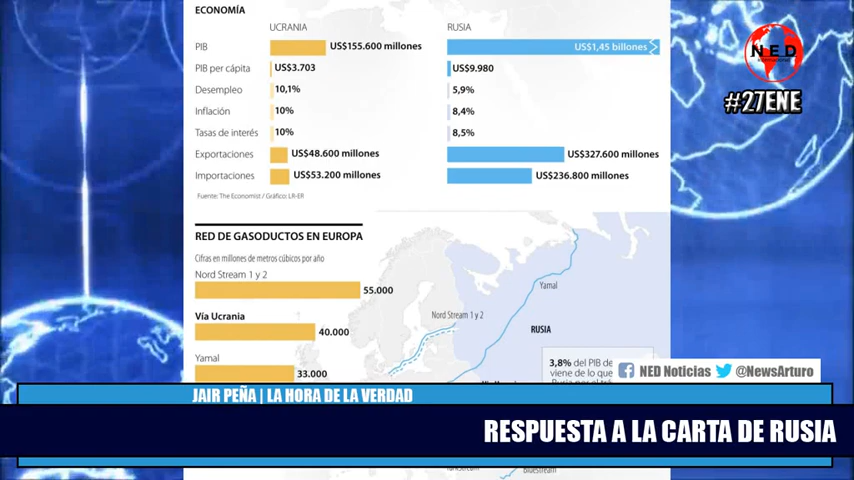 ECONOMÍA
UCRANIA RUSIA
PIB US$155.600 millones US$1,45 billones
PIB per cápita US$3.703 US$9.980
Desempleo 10,1% 5,9%
Inflación 10% 8,4%
Tasas de interés 10% 8,5%
Exportaciones US$48.600 millones US$327.600 millones
Importaciones US$53.200 millones US$236.800 millones
Fuente: The Economist / Gráfico: LR-ER
NED
#27ENE
RED DE GASODUCTOS EN EUROPA
Cifras en millones de metros cúbicos por año
Nord Stream 1 y 2
55.000
Vía Ucrania
40.000
Yamal
33.000
Yamal
Nord Stream 1 y 2
RUSIA
3,8% del PIB de
viene de lo que
NED Noticias @NewsArturo
JAIR PEÑA | LA HORA DE LA VERDAD
RESPUESTA A LA CARTA DE RUSIA